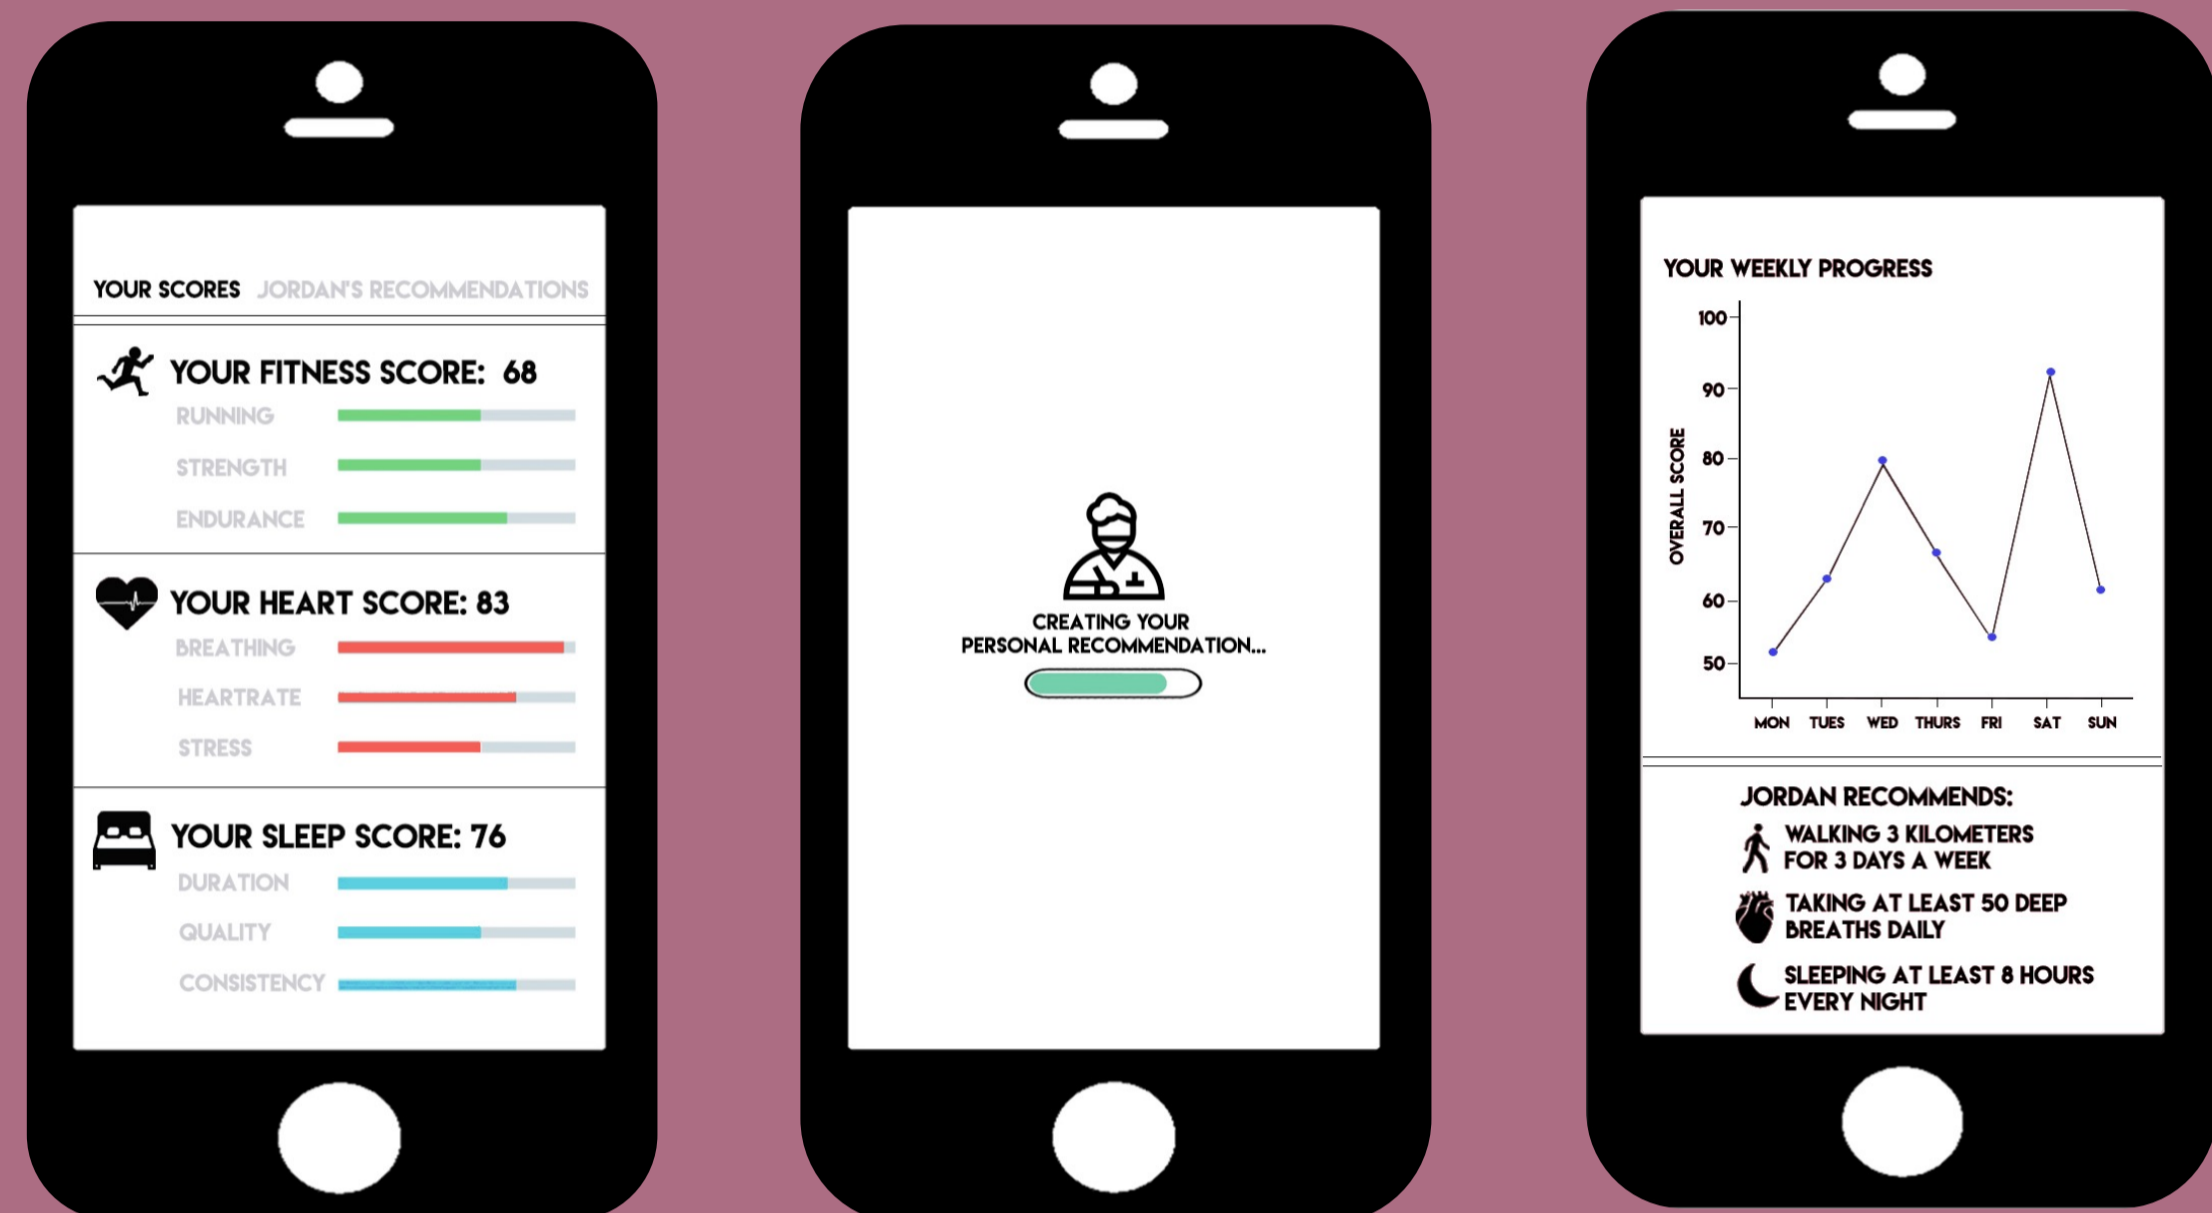 YOUR SCORES JORDAN'S RECOMMENDATIONS
YOUR FITNESS SCORE: 68
RUNNING
STRENGTH
ENDURANCE
YOUR HEART SCORE: 83
BREATHING
HEARTRATE
STRESS
YOUR SLEEP SCORE: 76
DURATION
QUALITY
CONSISTENCY
CREATING YOUR
PERSONAL RECOMMENDATION...
YOUR WEEKLY PROGRESS
OVERALL SCORE
100
90
80
70
60
50
MON TUES WED THURS FRI SAT SUN
JORDAN RECOMMENDS:
WALKING 3 KILOMETERS
FOR 3 DAYS A WEEK
TAKING AT LEAST 50 DEEP
BREATHS DAILY
SLEEPING AT LEAST 8 HOURS
EVERY NIGHT